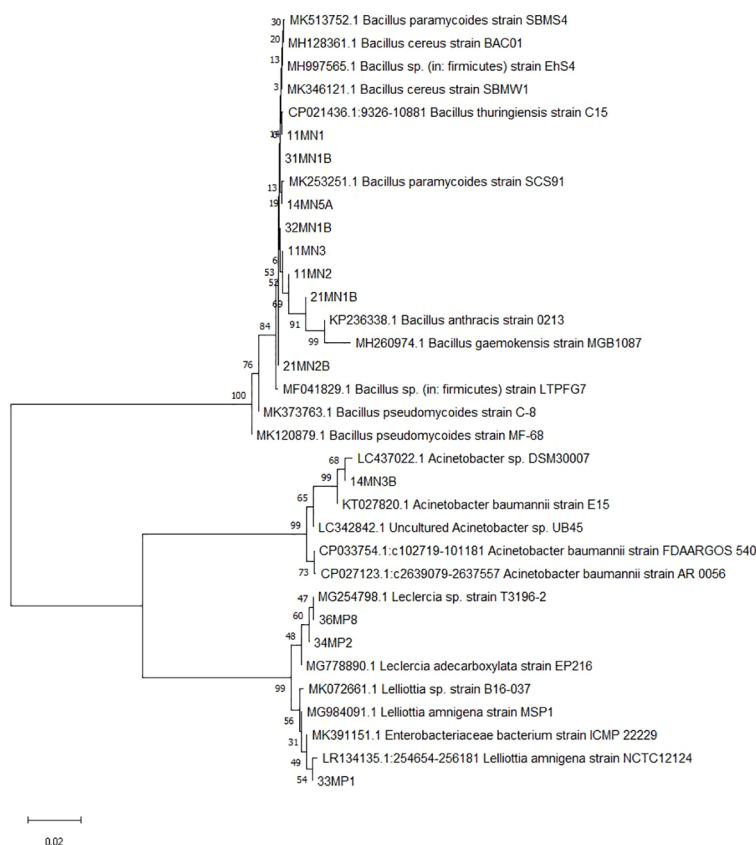 30 MK513752.1 Bacillus paramycoides strain SBMS4
20 MH128361.1 Bacillus cereus strain BAC01
13 MH997565.1 Bacillus sp. (in: firmicutes) strain EhS4
3 MK346121.1 Bacillus cereus strain SBMW1
CP021436.1:9326-10881 Bacillus thuringiensis strain C15
11MN1
31MN1B
13 MK253251.1 Bacillus paramycoides strain SCS91
19 14MN5A
32MN1B
11MN3
6
53 11MN2
52
21MN1B
69
91 KP236338.1 Bacillus anthracis strain 0213
84
99 MH260974.1 Bacillus gaemokensis strain MGB1087
76 21MN2B
MF041829.1 Bacillus sp. (in: firmicutes) strain LTPFG7
100
MK373763.1 Bacillus pseudomycoides strain C-8
MK120879.1 Bacillus pseudomycoides strain MF-68
68 LC437022.1 Acinetobacter sp. DSM30007
99 14MN3B
65 KT027820.1 Acinetobacter baumannii strain E15
99 LC342842.1 Uncultured Acinetobacter sp. UB45
CP033754.1:c102719-101181 Acinetobacter baumannii strain FDAARGOS 540
73 CP027123.1:c2639079-2637557 Acinetobacter baumannii strain AR 0056
47 MG254798.1 Leclercia sp. strain T3196-2
60 36MP8
48 34MP2
MG778890.1 Leclercia adecarboxylata strain EP216
99 MK072661.1 Lelliottia sp. strain B16-037
56 MG984091.1 Lelliottia amnigena strain MSP1
31 MK391151.1 Enterobacteriaceae bacterium strain ICMP 22229
49 LR134135.1:254654-256181 Lelliottia amnigena strain NCTC12124
54 33MP1
0.02